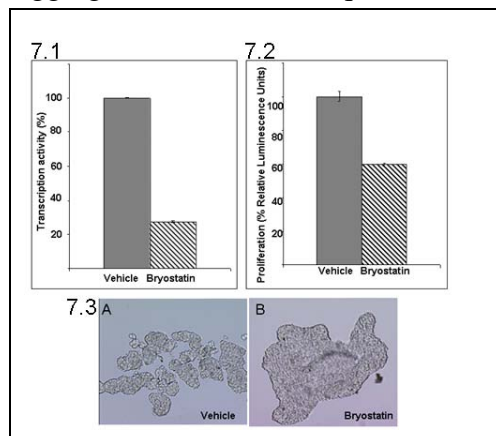 7.1
Transcription activity (%)
100
80
60
40
20
Vehicle Bryostatin
7.2
Proliferation (% Relative Luminescence Units)
100
80
60
40
20
Vehicle Bryostatin
7.3
A
Vehicle
B
Bryostatin